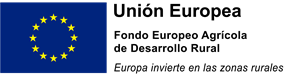 Unión Europea
Fondo Europeo Agrícola
de Desarrollo Rural
Europa invierte en las zonas rurales